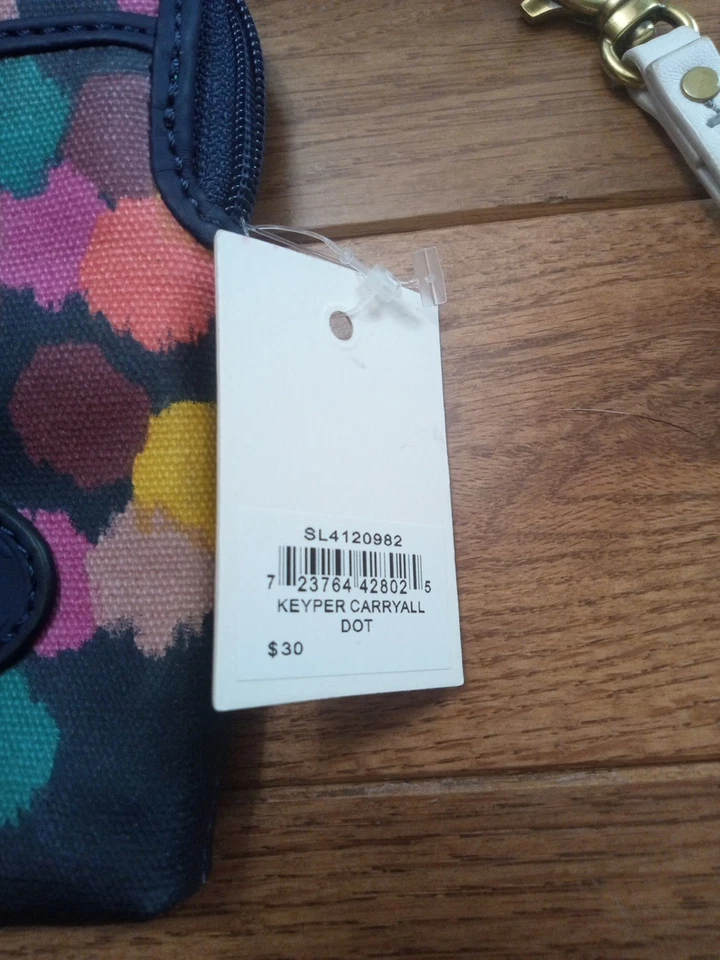 SL4120982
7 23764 42802 5
KEYPER CARRYALL
DOT
$30